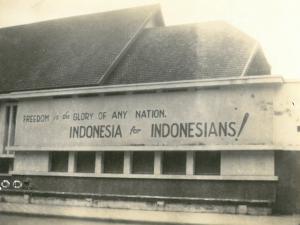 FREEDOM is the GLORY OF ANY NATION.
INDONESIA for INDONESIANS!